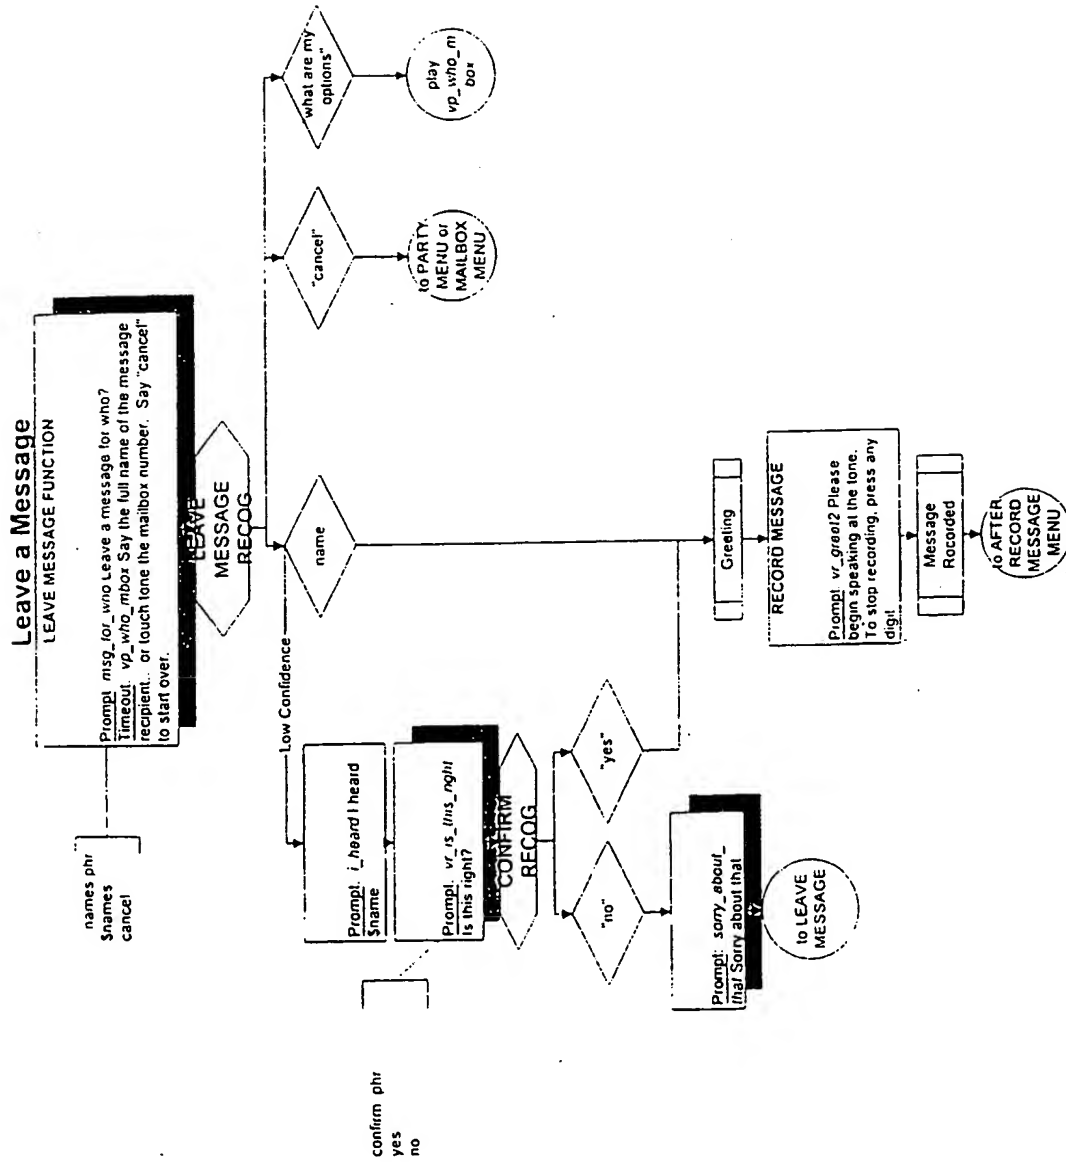 Leave a Message
LEAVE MESSAGE FUNCTION
Prompt msg_for_who Leave a message for who?
Timeout. vp_who_mbox Say the full name of the message
recipient.. or touch tone the mailbox number. Say "cancel"
to start over.
names phr
$names
cancel
LEAVE
MESSAGE
RECOG
Low Confidence
name
"cancel"
what are my
options"
to PARTY
MENU or
MAILBOX
MENU
play
vp_who_m
box
Prompt. i_heard I heard
$name
Prompt. vr_is_this_right
Is this right?
confirm phr
yes
no
CONFIRM
RECOG
"no"
"yes"
Prompt: sorry_about_
that Sorry about that
to LEAVE
MESSAGE
Greeting
RECORD MESSAGE
Prompt vr_greet2 Please
begin speaking at the tone.
To stop recording, press any
digit
Message
Rocorded
to AFTER
RECORD
MESSAGE
MENU